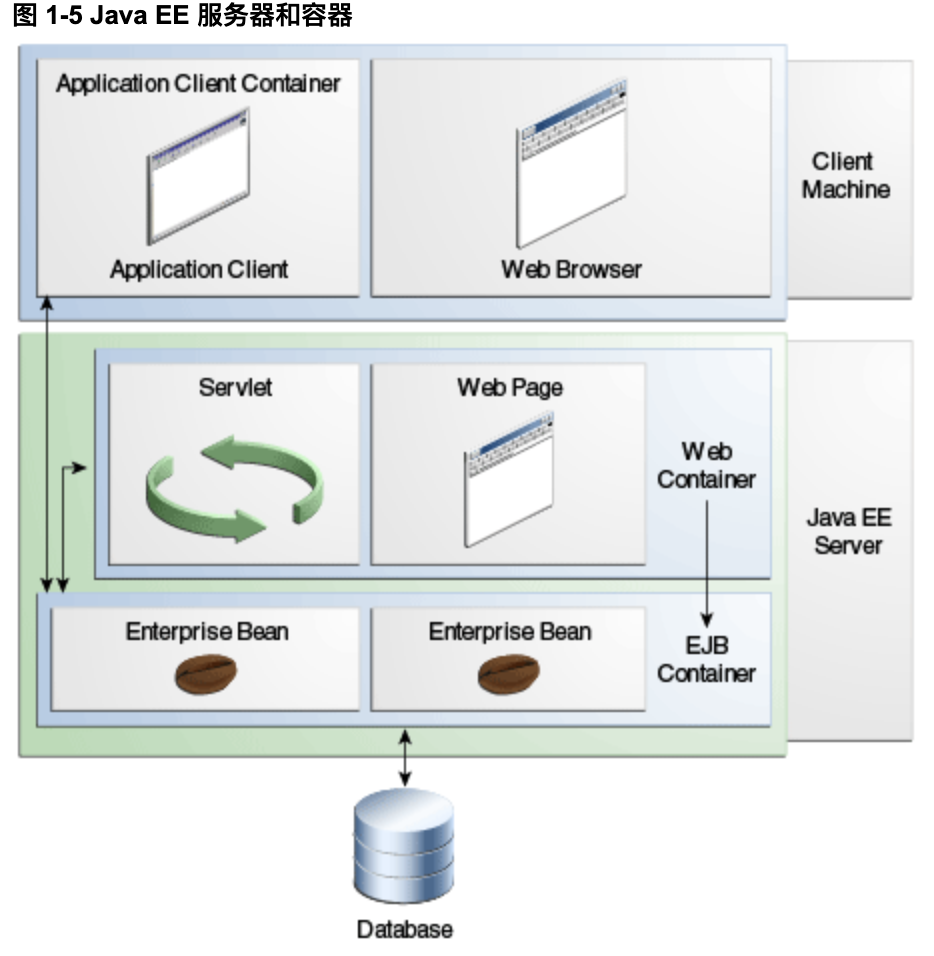 图 1-5 Java EE 服务器和容器
Application Client Container
Application Client
Web Browser
Client
Machine
Servlet
Web Page
Web
Container
Java EE
Server
Enterprise Bean
Enterprise Bean
EJB
Container
Database